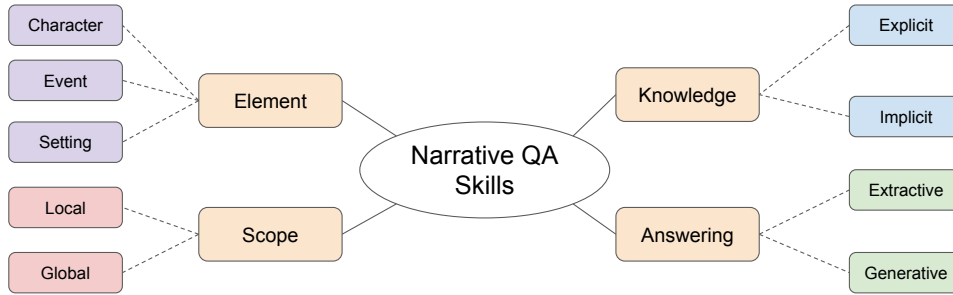 Character
Event
Setting
Element
Local
Global
Scope
Narrative QA
Skills
Knowledge
Explicit
Implicit
Answering
Extractive
Generative